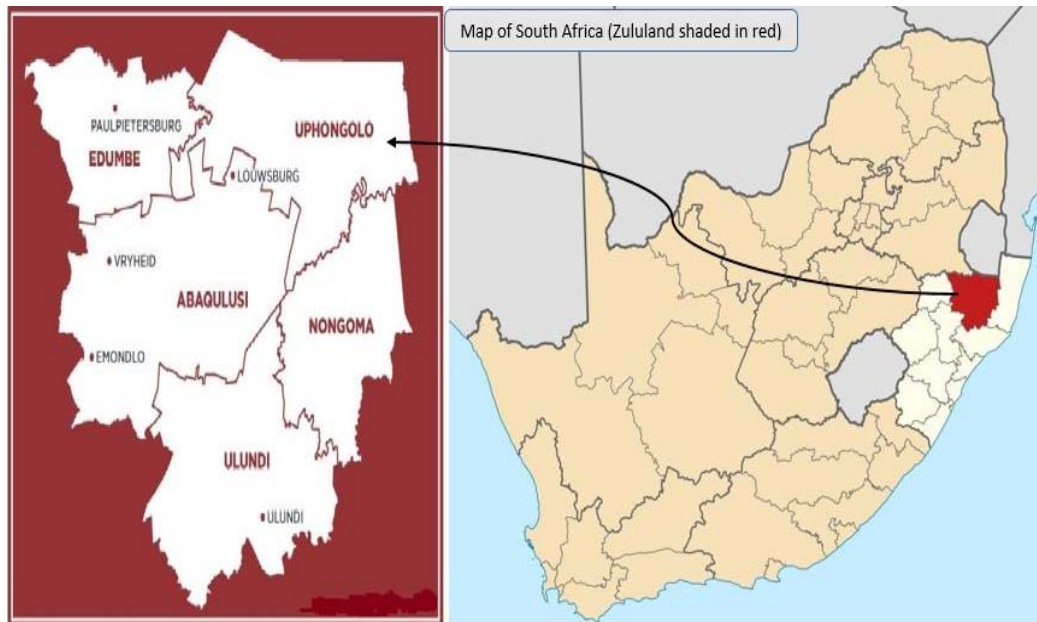 Map of South Africa (Zululand shaded in red)
PAULPIETERSBURG
UPHONGOLO
EDUMBE
LOUWSBURG
VRYHEID
ABAQULUSI
NONGOMA
EMONDLO
ULUNDI
ULUNDI